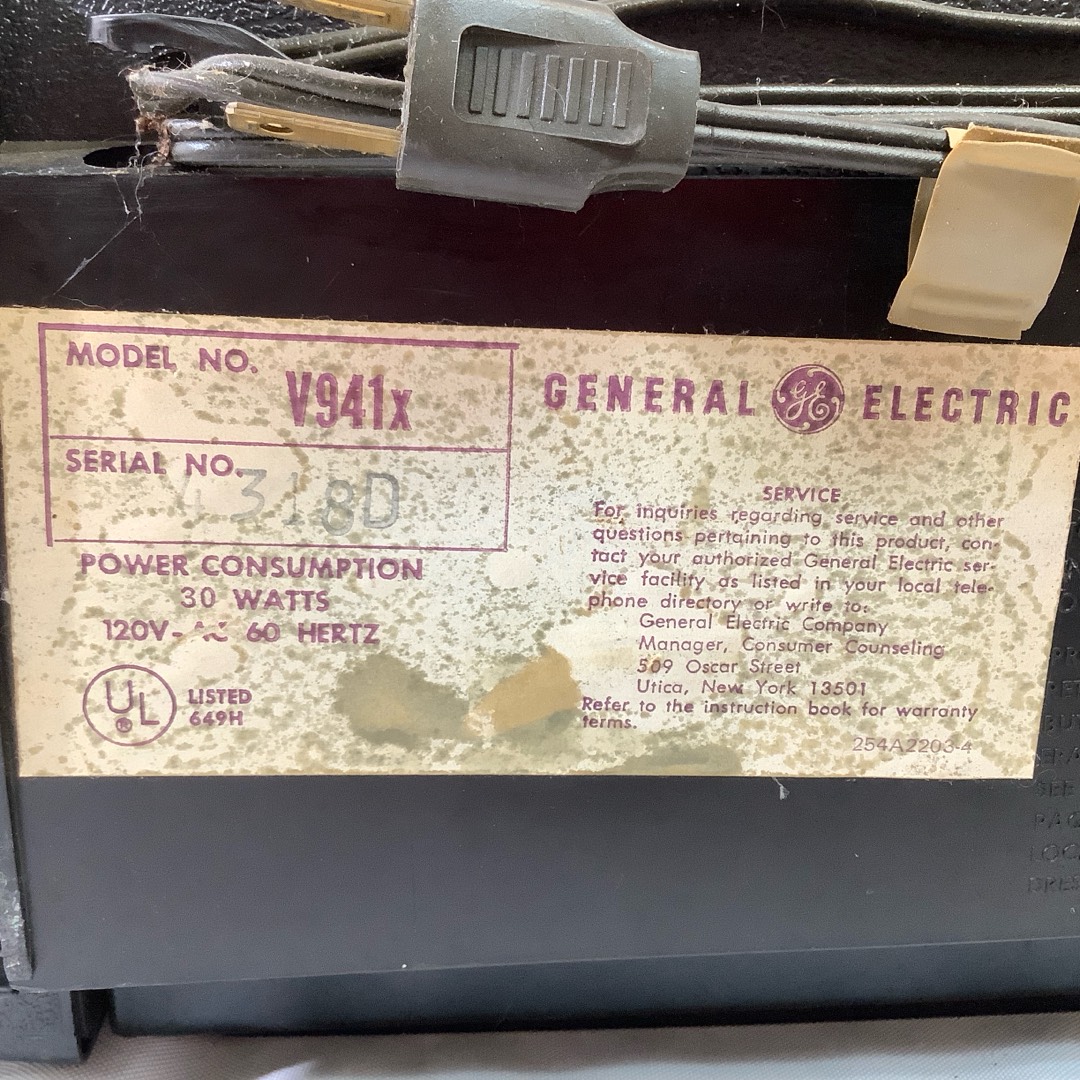 MODEL NO.
V941x
SERIAL NO.
318D
POWER CONSUMPTION
30 WATTS
120V- AC 60 HERTZ
UL
®
LISTED
649H
GENERAL GE ELECTRIC
SERVICE
For inquiries regarding service and other
questions pertaining to this product, con-
tact your authorized General Electric ser-
vice facility as listed in your local tele-
phone directory or write to:
General Electric Company
Manager, Consumer Counseling
509 Oscar Street
Utica, New York 13501
Refer to the instruction book for warranty
terms.
254A2203-4